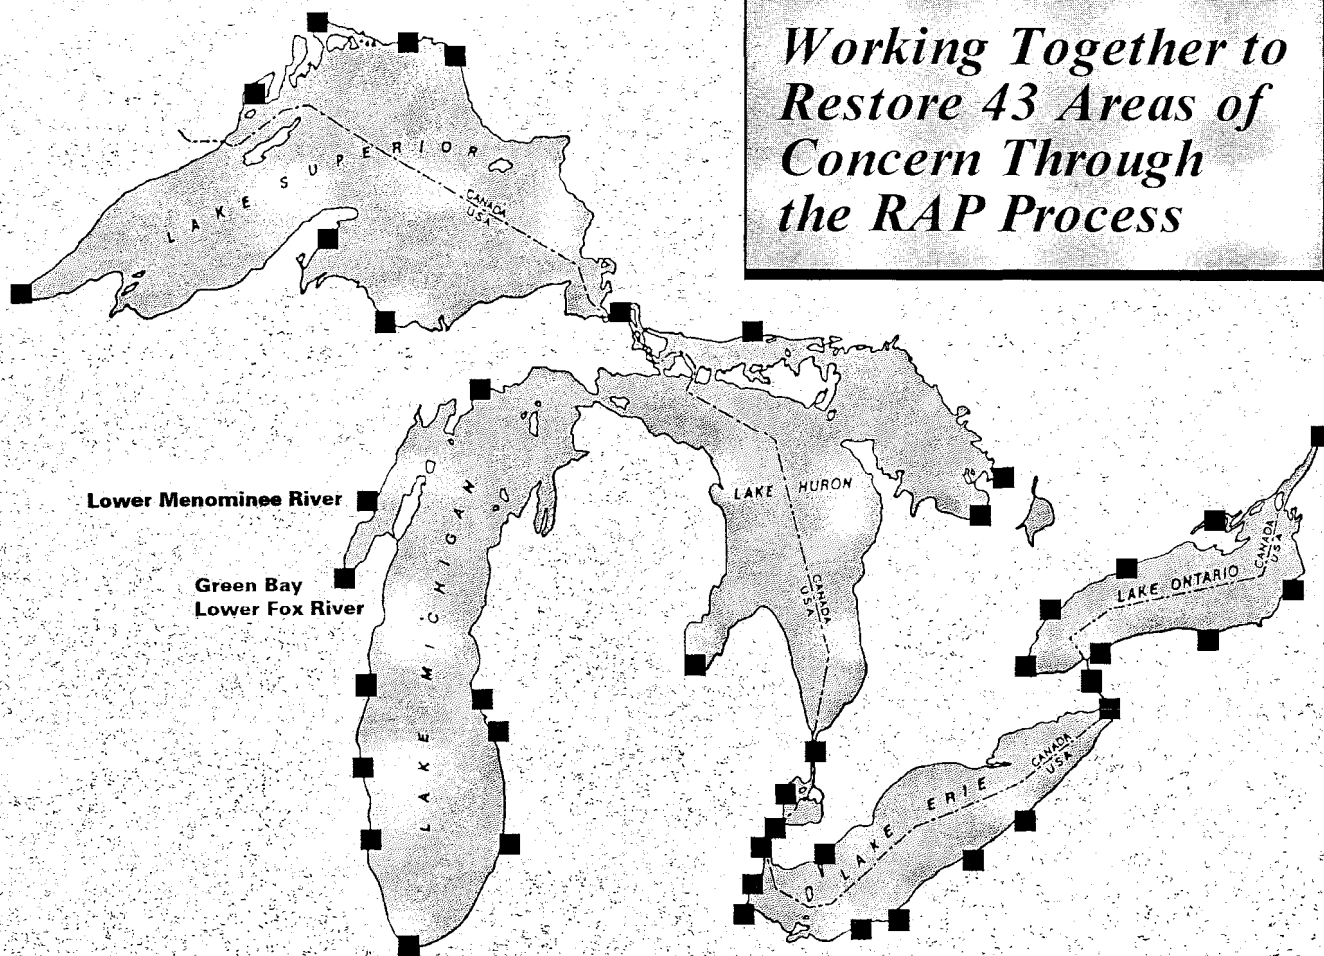 Working Together to
Restore 43 Areas of
Concern Through
the RAP Process
LAKE SUPERIOR
CANADA
USA
Lower Menominee River
Green Bay
Lower Fox River
LAKE MICHIGAN
LAKE HURON
CANADA
USA
LAKE ONTARIO
CANADA
USA
LAKE ERIE
CANADA
USA